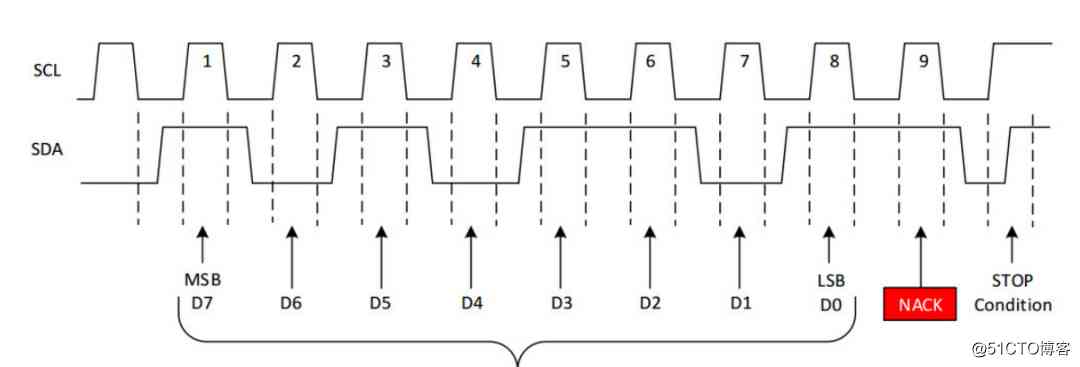 SCL
1 2 3 4 5 6 7 8 9
SDA
MSB LSB STOP
D7 D6 D5 D4 D3 D2 D1 D0 NACK Condition
@51CTO博客